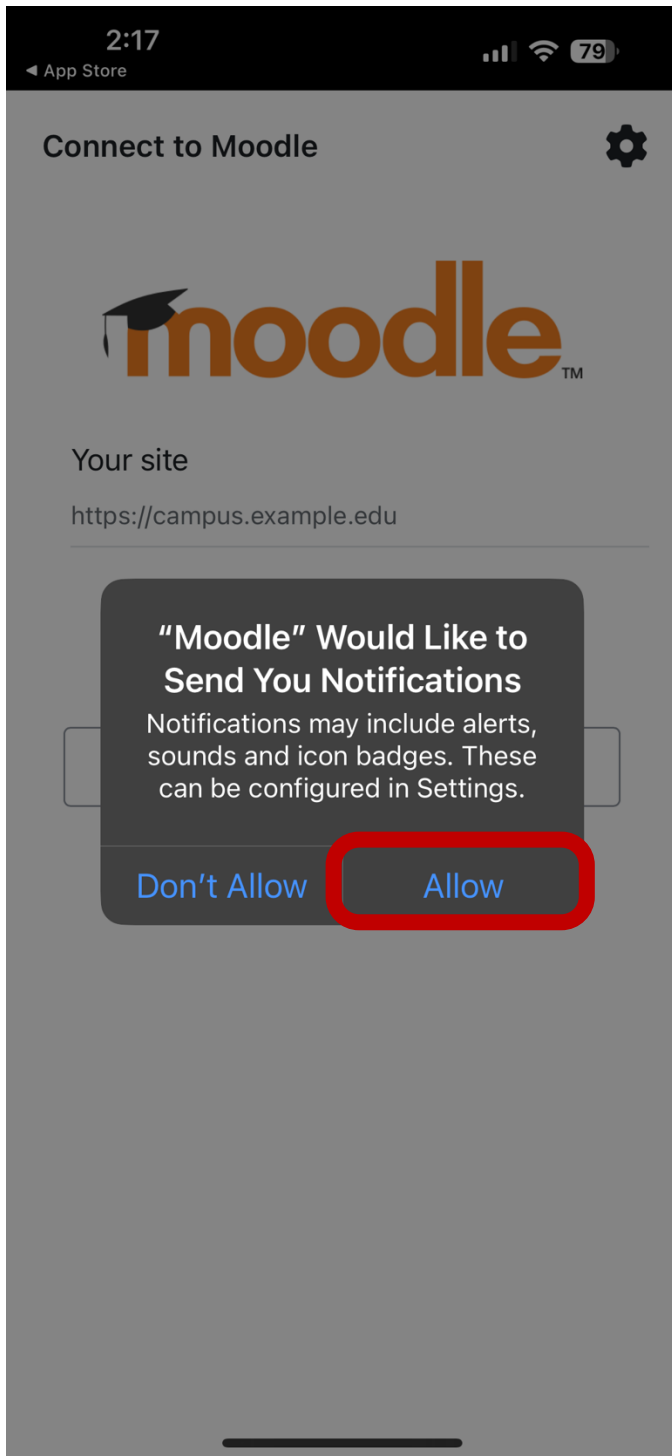 2:17
79
◀ App Store
Connect to Moodle
moodle™
Your site
https://campus.example.edu
“Moodle” Would Like to
Send You Notifications
Notifications may include alerts,
sounds and icon badges. These
can be configured in Settings.
Don’t Allow
Allow